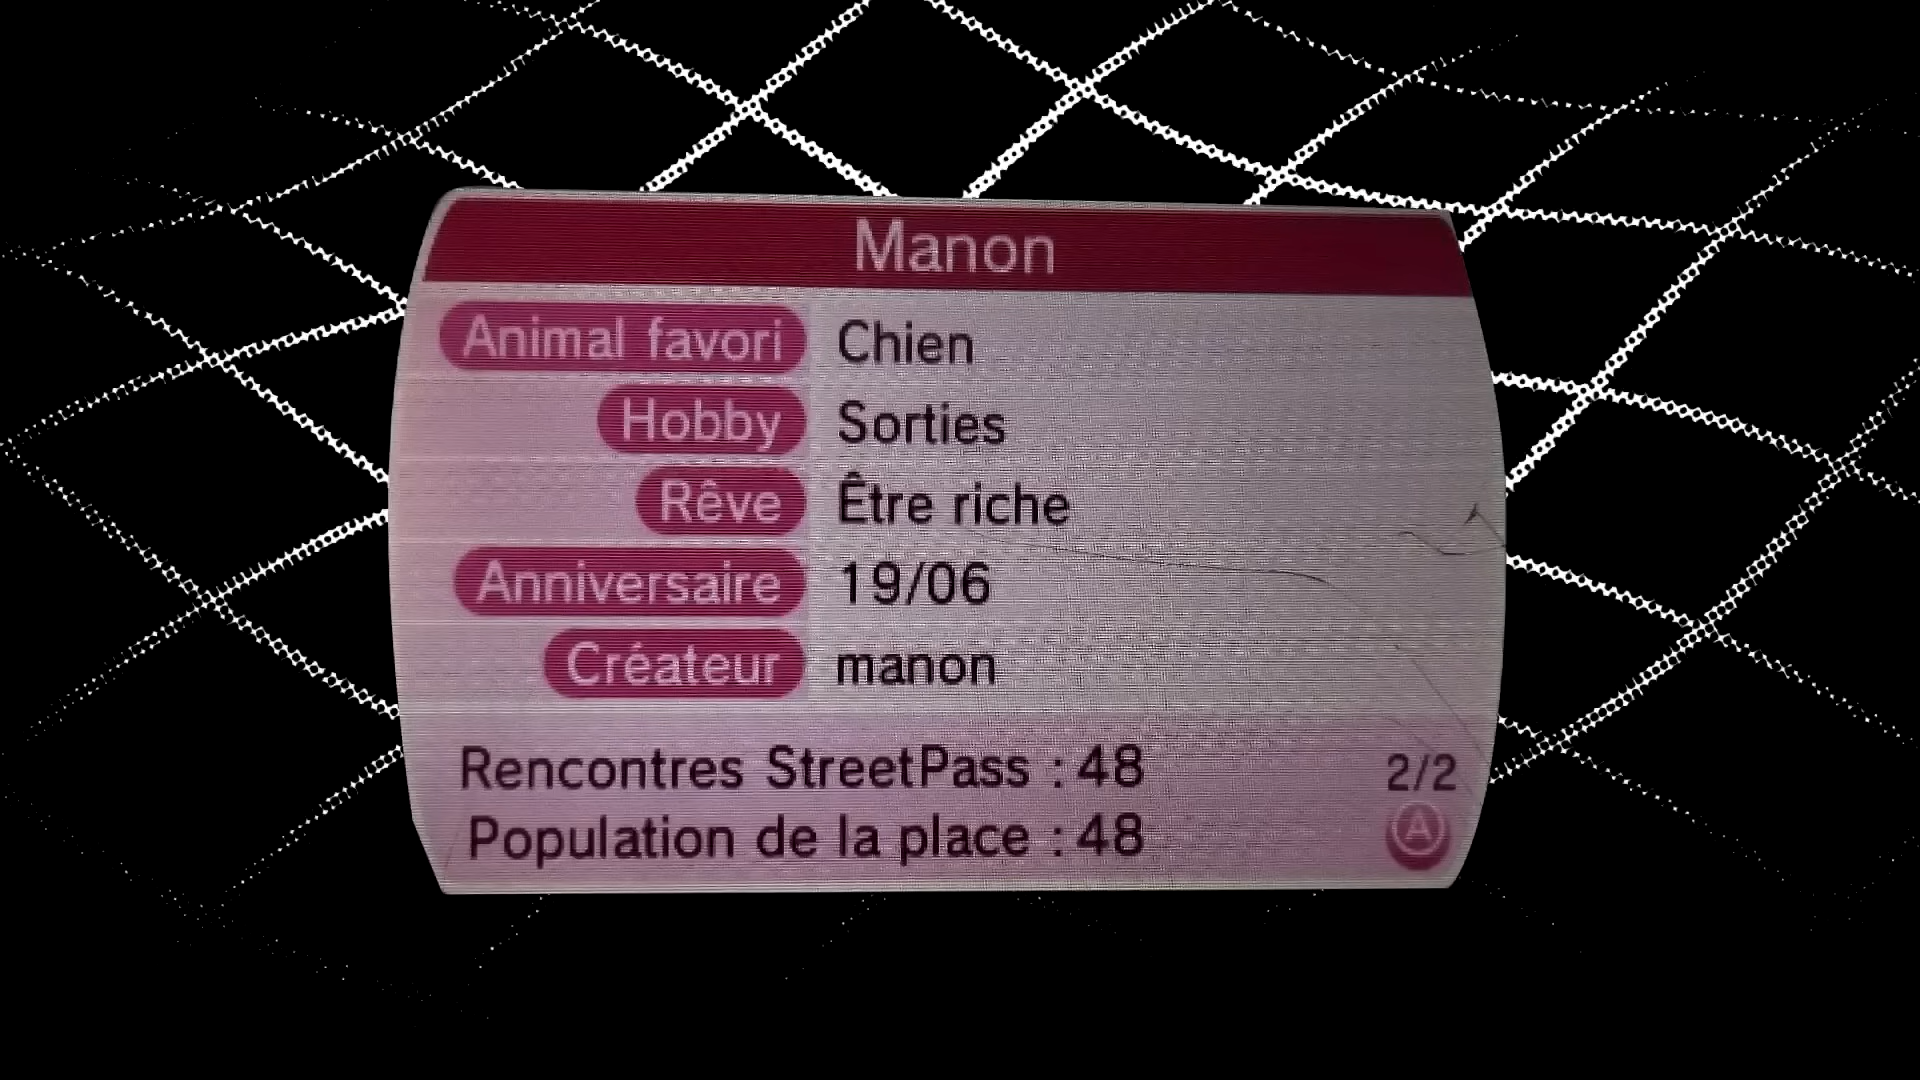 Manon
Animal favori Chien
Hobby Sorties
Rêve Être riche
Anniversaire 19/06
Créateur manon
Rencontres StreetPass : 48
2/2
Population de la place : 48
A